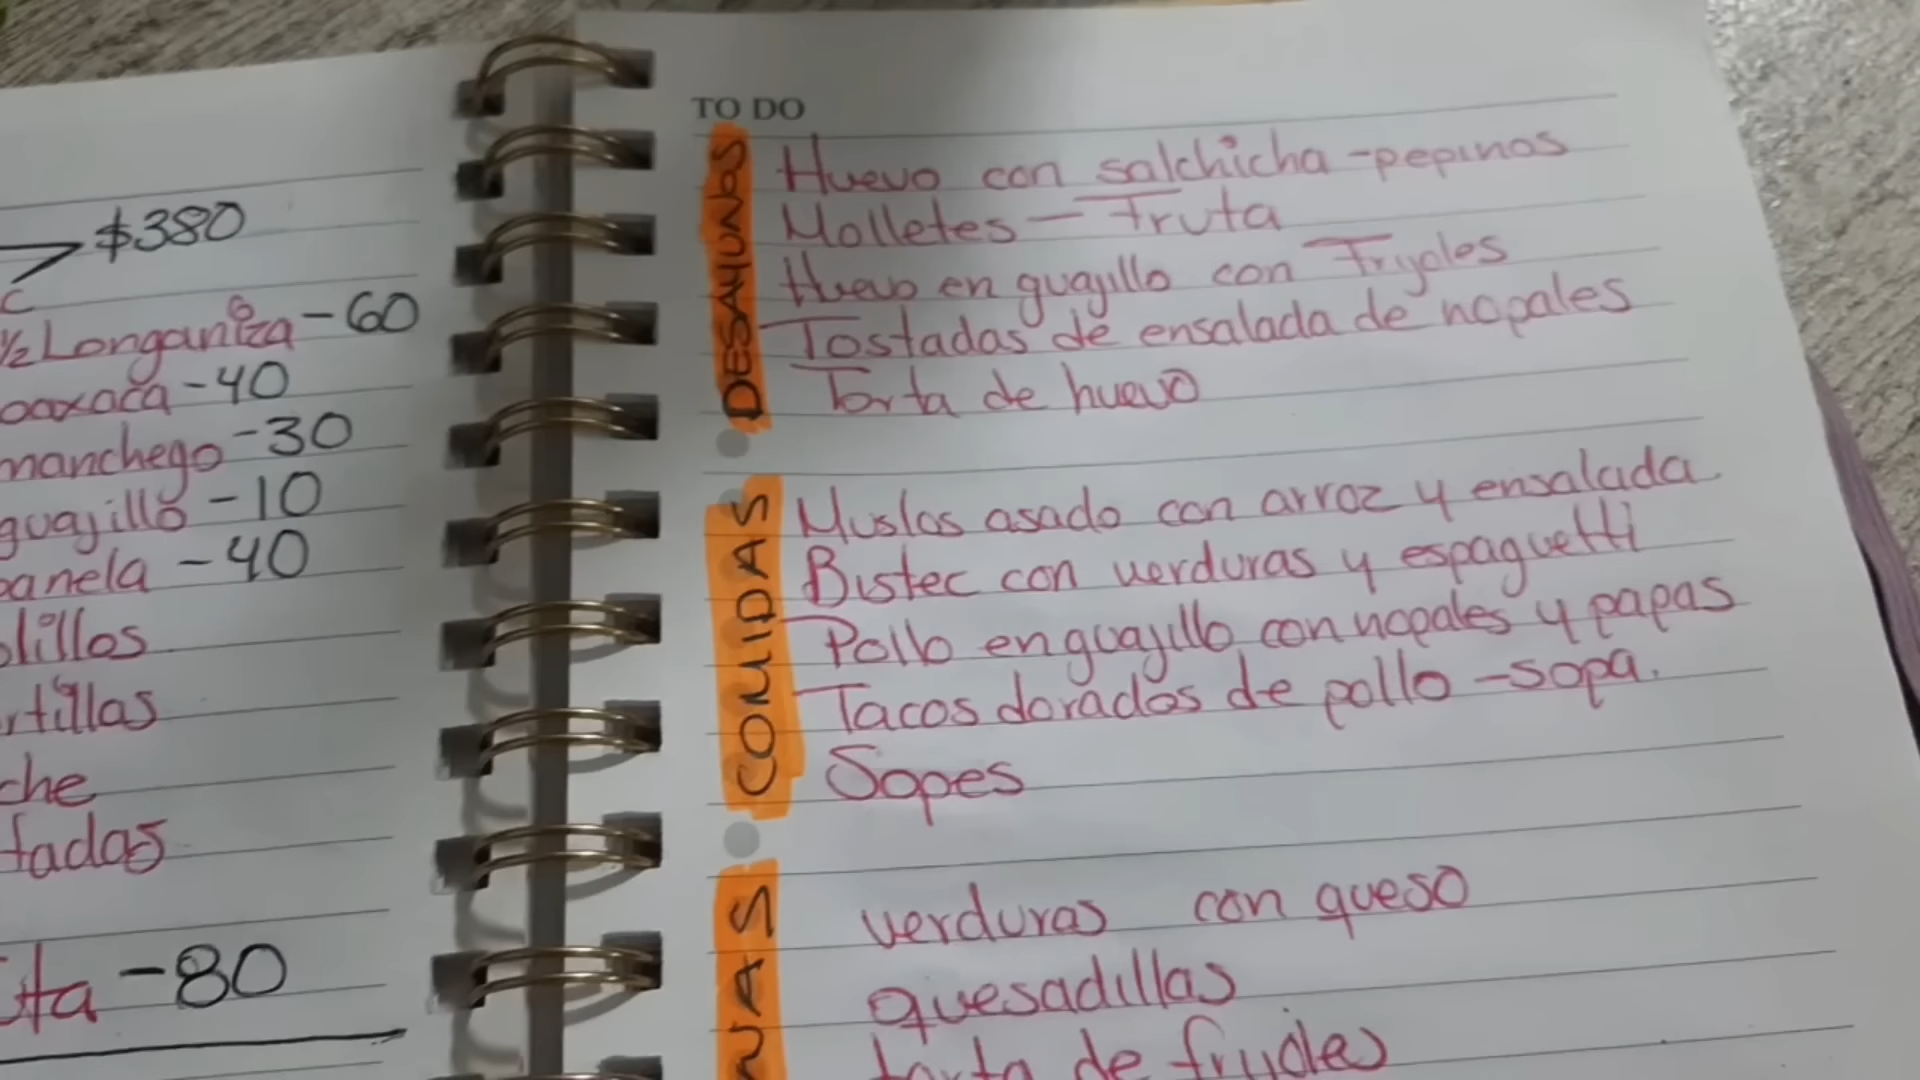 $380
½ Longaniza - 60
oaxaca - 40
manchego - 30
guajillo - 10
panela - 40
olillos
rtillas
che
tadas
- 80
TO DO
DESAYUNOS
Huevo con salchicha - pepinos
Molletes - Fruta
Huevo en guajillo con Frijoles
Tostadas de ensalada de nopales
Torta de huevo
COMIDAS
Muslos asado con arroz y ensalada
Bistec con verduras y espaguetti
Pollo en guajillo con nopales y papas
Tacos dorados de pollo - sopa.
Sopes
NAS
verduras con queso
quesadillas
torta de frijoles